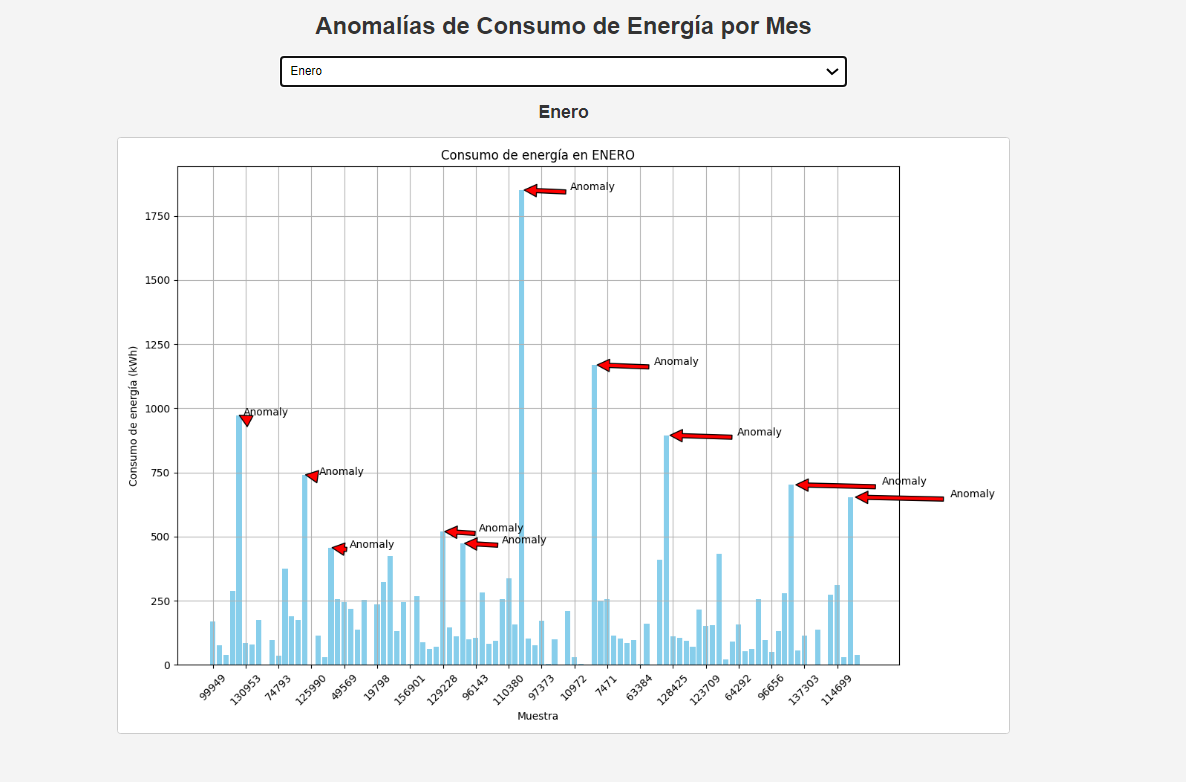 Anomalías de Consumo de Energía por Mes
Enero
Enero
Consumo de energía en ENERO
Anomaly
1750
1500
1250
Anomaly
1000
Anomaly
Anomaly
Consumo de energía (kWh)
750
Anomaly
Anomaly
Anomaly
500
Anomaly
Anomaly
Anomaly
250
0
99949
130953
74793
125990
49569
19798
156901
129228
96143
110380
97373
10972
7471
63384
128425
123709
64292
96656
137303
114699
Muestra